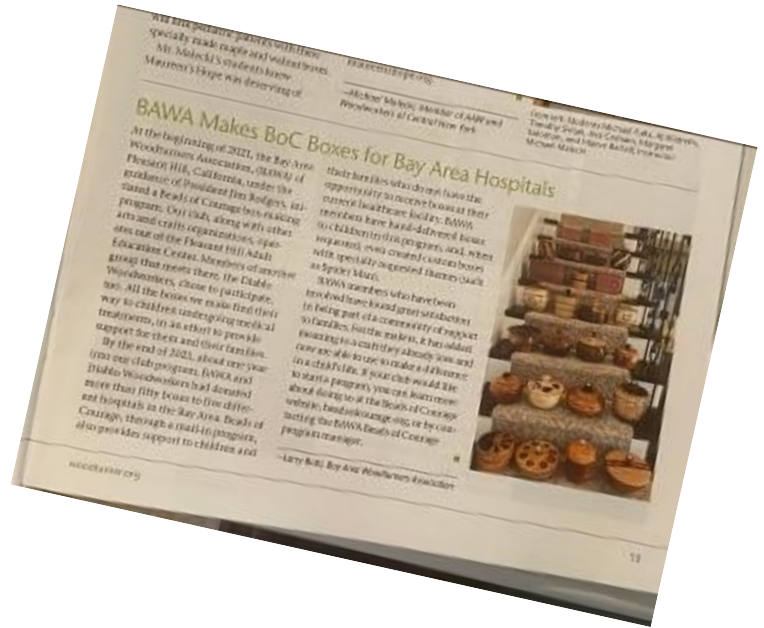 specially made maple and walnut boxes.
Mr. Malecki's students knew
Maureen's Hope was deserving of
—Michael Malecki, Member of AAW and
Woodworkers of Central New York
Michael Malecki
BAWA Makes BoC Boxes for Bay Area Hospitals
At the beginning of 2021, the Bay Area
Woodturners Association, (BAWA) of
Pleasant Hill, California, under the
guidance of President Jim Rodgers, ini-
tiated a Beads of Courage box-making
program. Our club, along with other
arts and crafts organizations, oper-
ates out of the Pleasant Hill Adult
Education Center. Members of another
group that meets there, the Diablo
Woodworkers, chose to participate,
too. All the boxes we make find their
way to children undergoing medical
treatments, in an effort to provide
support for them and their families.
By the end of 2021, about one year
into our club program, BAWA and
Diablo Woodworkers had donated
more than fifty boxes to five differ-
ent hospitals in the Bay Area. Beads of
Courage, through a mail-in program,
also provides support to children and
their families who do not have the
opportunity to receive boxes at their
current healthcare facility. BAWA
members have hand-delivered boxes
to children in this program, and, when
requested, even created custom boxes
with specially requested themes (such
as Spider Man).
BAWA members who have been
involved have found great satisfaction
in being part of a community of support
to families. For the makers, it has added
meaning to a craft they already love and
now are able to use to make a difference
in a child's life. If your club would like
to start a program, you can learn more
about doing so at the Beads of Courage
website, beadsofcourage.org, or by con-
tacting the BAWA Beads of Courage
program manager.
—Larry Batti, Bay Area Woodturners Association
woodturner.org